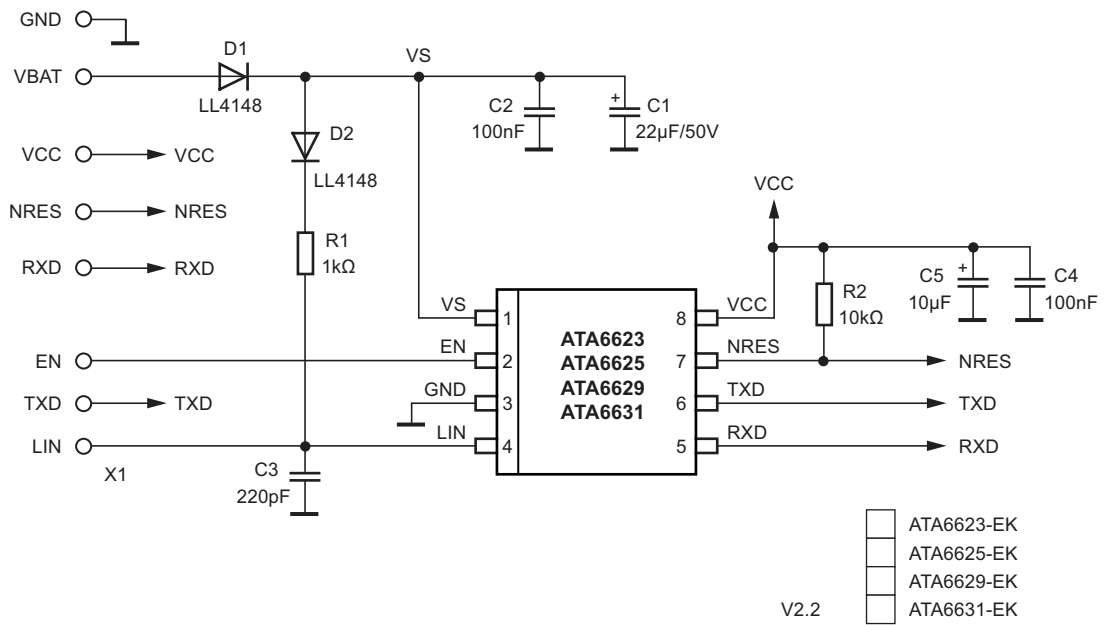 GND
D1
VS
VBAT
LL4148
C2
100nF
+
C1
22µF/50V
D2
LL4148
VCC
VCC
NRES
NRES
RXD
RXD
R1
1kΩ
VCC
C5
10µF
+
C4
100nF
R2
10kΩ
VS
1
8
VCC
ATA6623
ATA6625
ATA6629
ATA6631
EN
EN
2
7
NRES
NRES
TXD
TXD
GND
3
6
TXD
TXD
LIN
LIN
4
5
RXD
RXD
X1
C3
220pF
ATA6623-EK
ATA6625-EK
ATA6629-EK
V2.2
ATA6631-EK